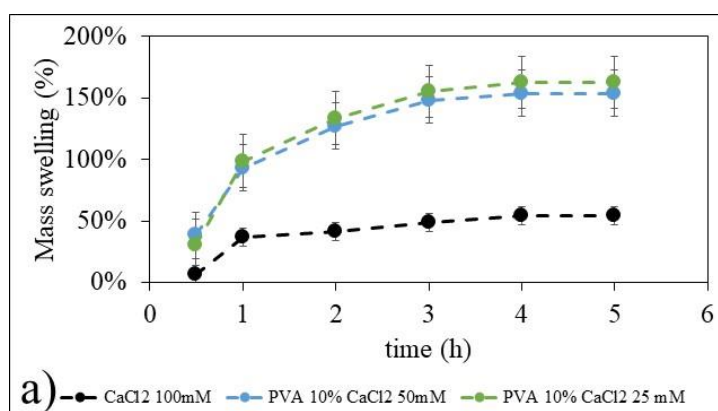 200%
150%
100%
50%
0%
Mass swelling (%)
0 1 2 3 4 5 6
time (h)
a)
CaCl2 100mM PVA 10% CaCl2 50mM PVA 10% CaCl2 25 mM